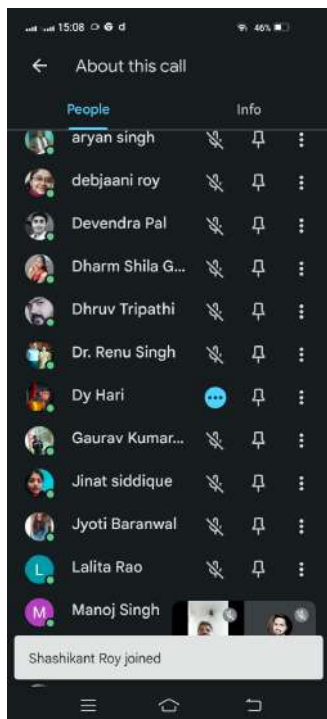 15:08 G d 46%
About this call
People Info
aryan singh
debjaani roy
Devendra Pal
Dharm Shila G...
Dhruv Tripathi
Dr. Renu Singh
Dy Hari
Gaurav Kumar...
Jinat siddique
Jyoti Baranwal
L Lalita Rao
M Manoj Singh
Shashikant Roy joined